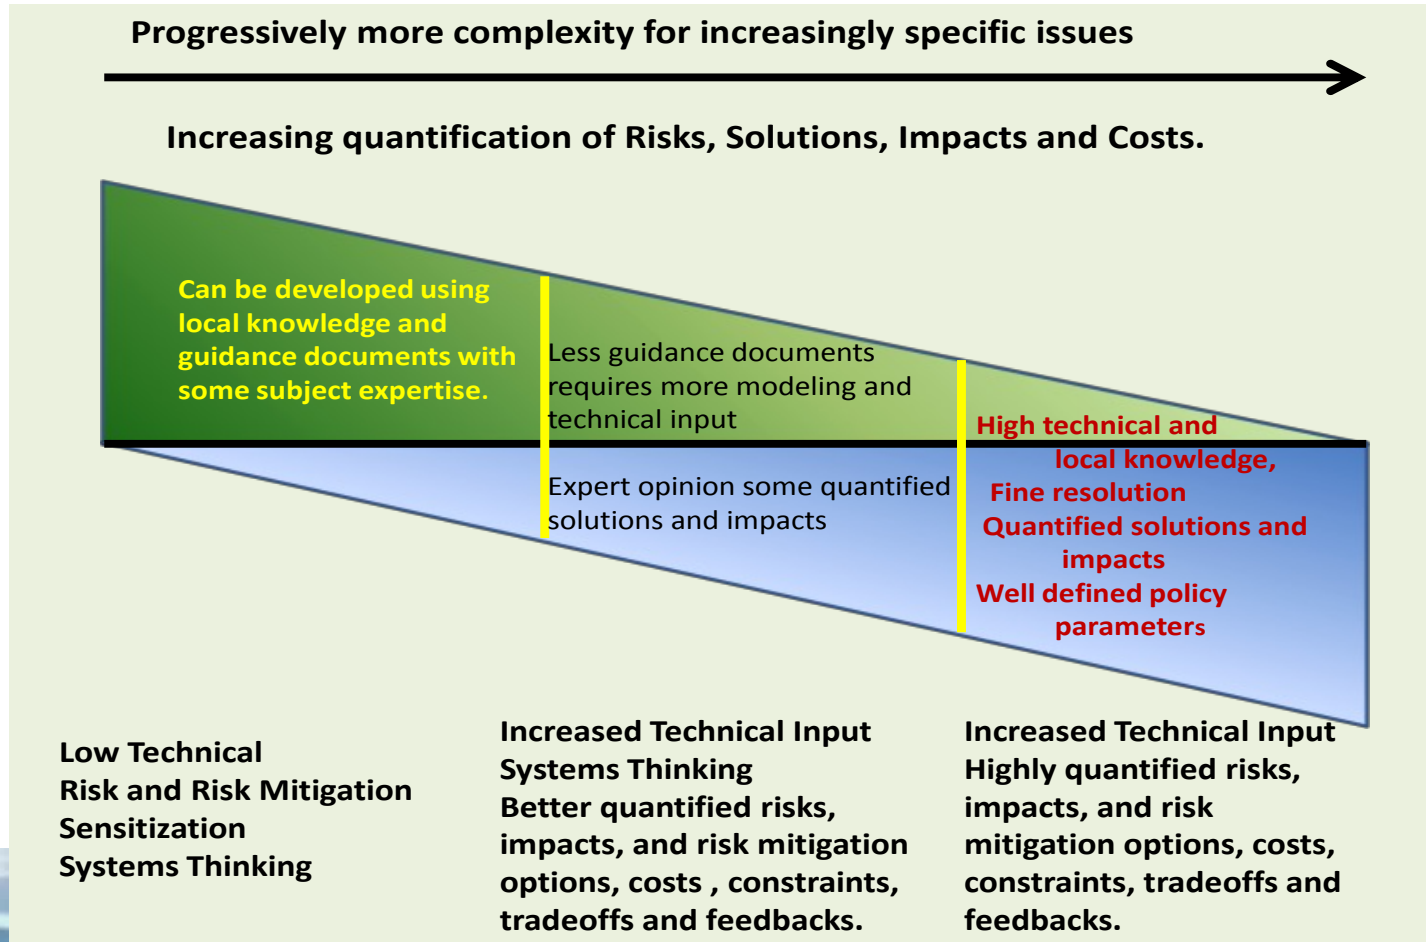 Progressively more complexity for increasingly specific issues
Increasing quantification of Risks, Solutions, Impacts and Costs.
Can be developed using
local knowledge and
guidance documents with
some subject expertise.
Less guidance documents
requires more modeling and
technical input
Expert opinion some quantified
solutions and impacts
High technical and
local knowledge,
Fine resolution
Quantified solutions and
impacts
Well defined policy
parameters
Low Technical
Risk and Risk Mitigation
Sensitization
Systems Thinking
Increased Technical Input
Systems Thinking
Better quantified risks,
impacts, and risk mitigation
options, costs , constraints,
tradeoffs and feedbacks.
Increased Technical Input
Highly quantified risks,
impacts, and risk
mitigation options, costs,
constraints, tradeoffs and
feedbacks.